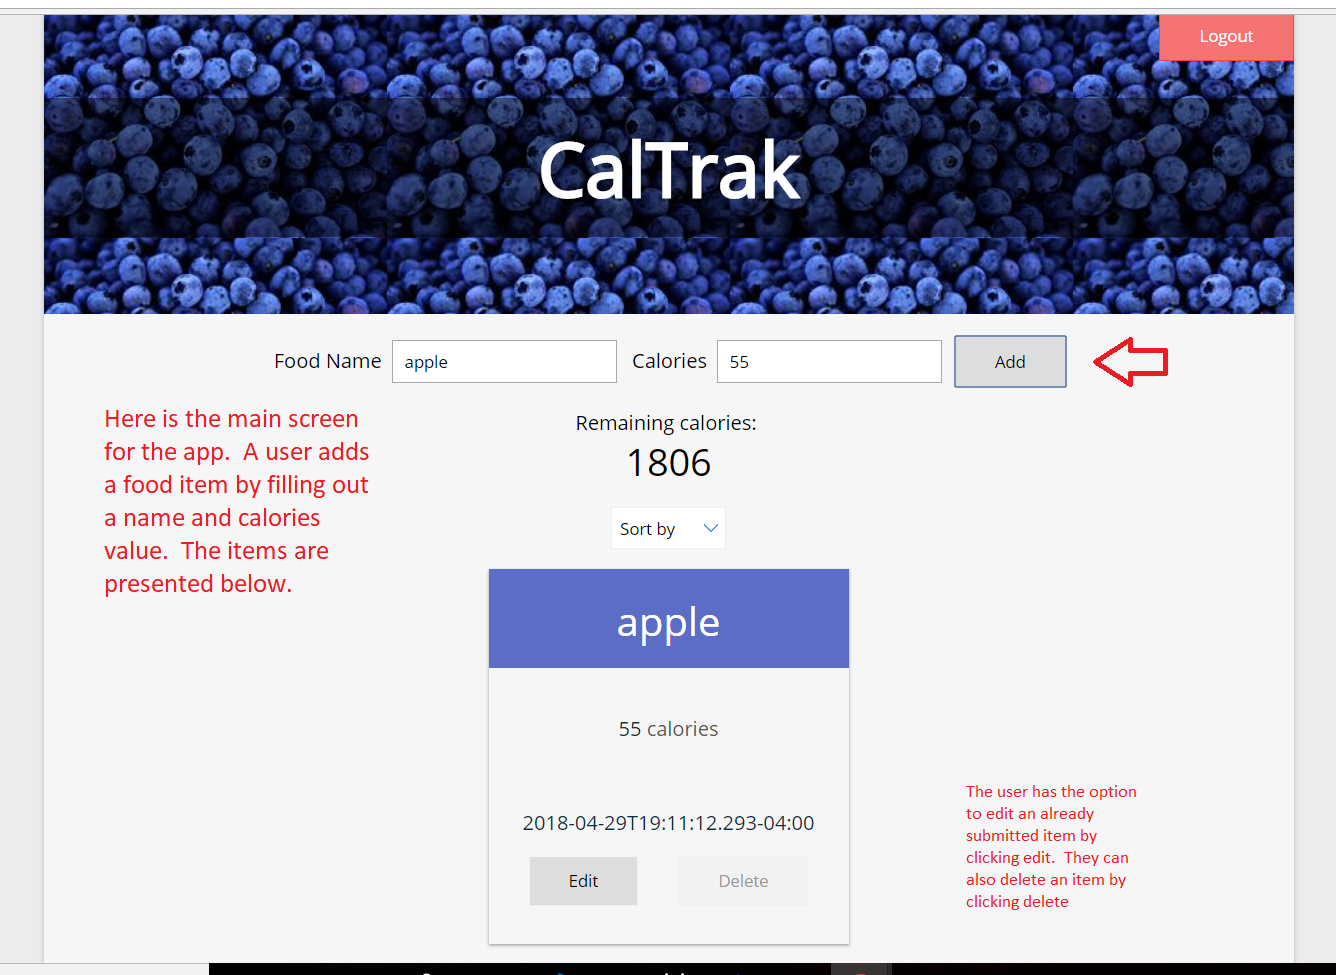 Logout
CalTrak
Food Name apple Calories 55 Add
Here is the main screen
for the app.  A user adds
a food item by filling out
a name and calories
value.  The items are
presented below.
Remaining calories:
1806
Sort by
apple
55 calories
2018-04-29T19:11:12.293-04:00
Edit Delete
The user has the option
to edit an already
submitted item by
clicking edit.  They can
also delete an item by
clicking delete